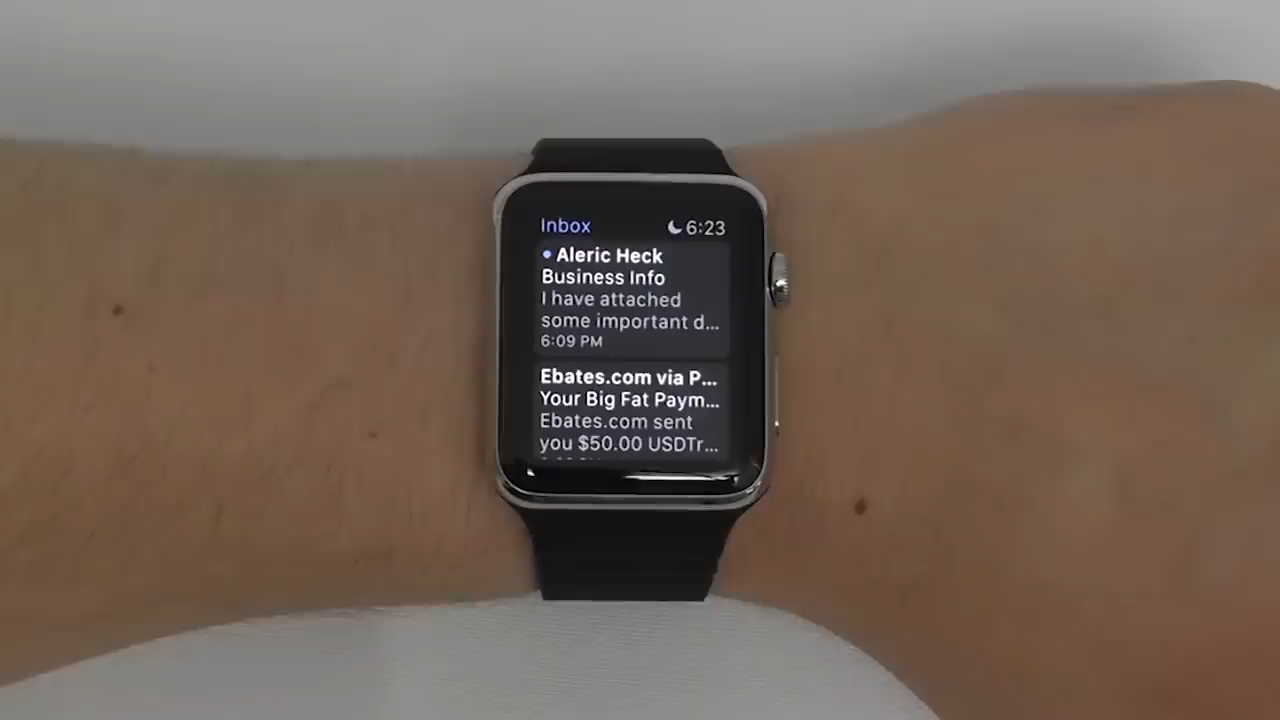 Inbox 6:23
Aleric Heck
Business Info
I have attached
some important d...
6:09 PM
Ebates.com via P...
Your Big Fat Paym...
Ebates.com sent
you $50.00 USDTr...